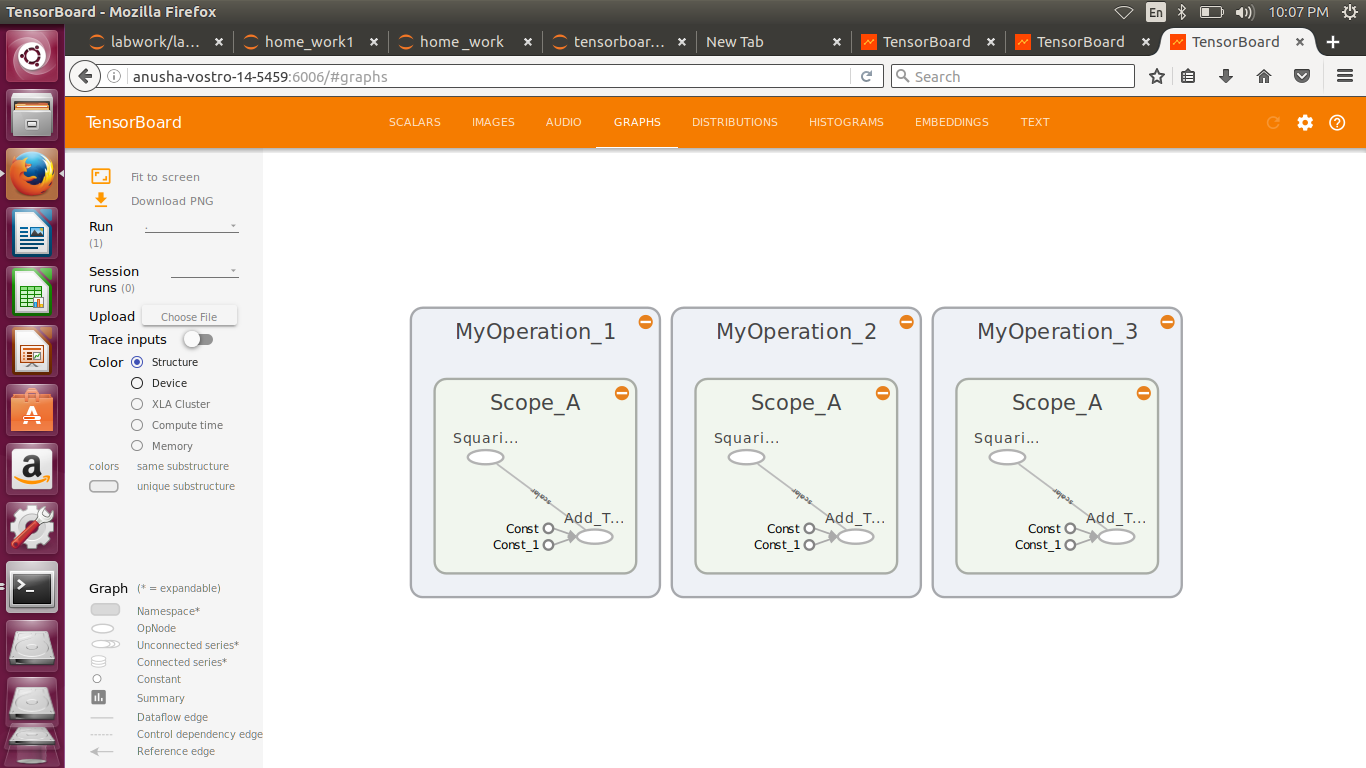 TensorBoard - Mozilla Firefox
En
10:07 PM
labwork/la...
home_work1
home _work
tensorboar...
New Tab
TensorBoard
TensorBoard
TensorBoard
anusha-vostro-14-5459:6006/#graphs
Search
TensorBoard
SCALARS
IMAGES
AUDIO
GRAPHS
DISTRIBUTIONS
HISTOGRAMS
EMBEDDINGS
TEXT
Fit to screen
Download PNG
Run
(1)
.
Session
runs (0)
Upload
Choose File
Trace inputs
Color
Structure
Device
XLA Cluster
Compute time
Memory
colors
same substructure
unique substructure
Graph
(* = expandable)
Namespace*
OpNode
Unconnected series*
Connected series*
Constant
Summary
Dataflow edge
Control dependency edge
Reference edge
MyOperation_1
Scope_A
Squari...
scalar
Add_T...
Const
Const_1
MyOperation_2
Scope_A
Squari...
scalar
Add_T...
Const
Const_1
MyOperation_3
Scope_A
Squari...
scalar
Add_T...
Const
Const_1